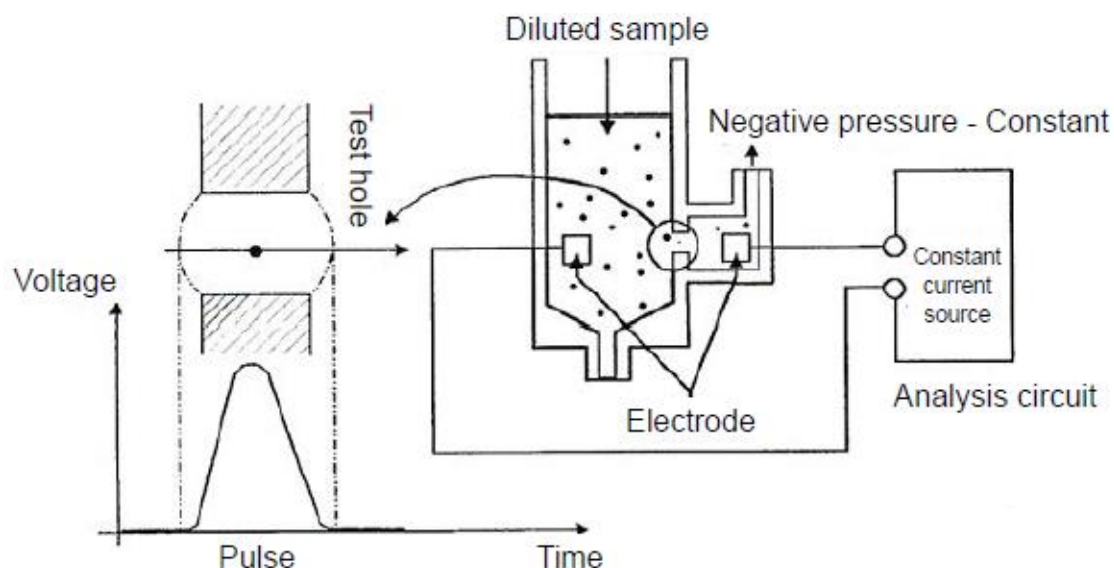 Diluted sample
Test hole
Negative pressure - Constant
Voltage
Constant
current
source
Electrode
Analysis circuit
Pulse
Time